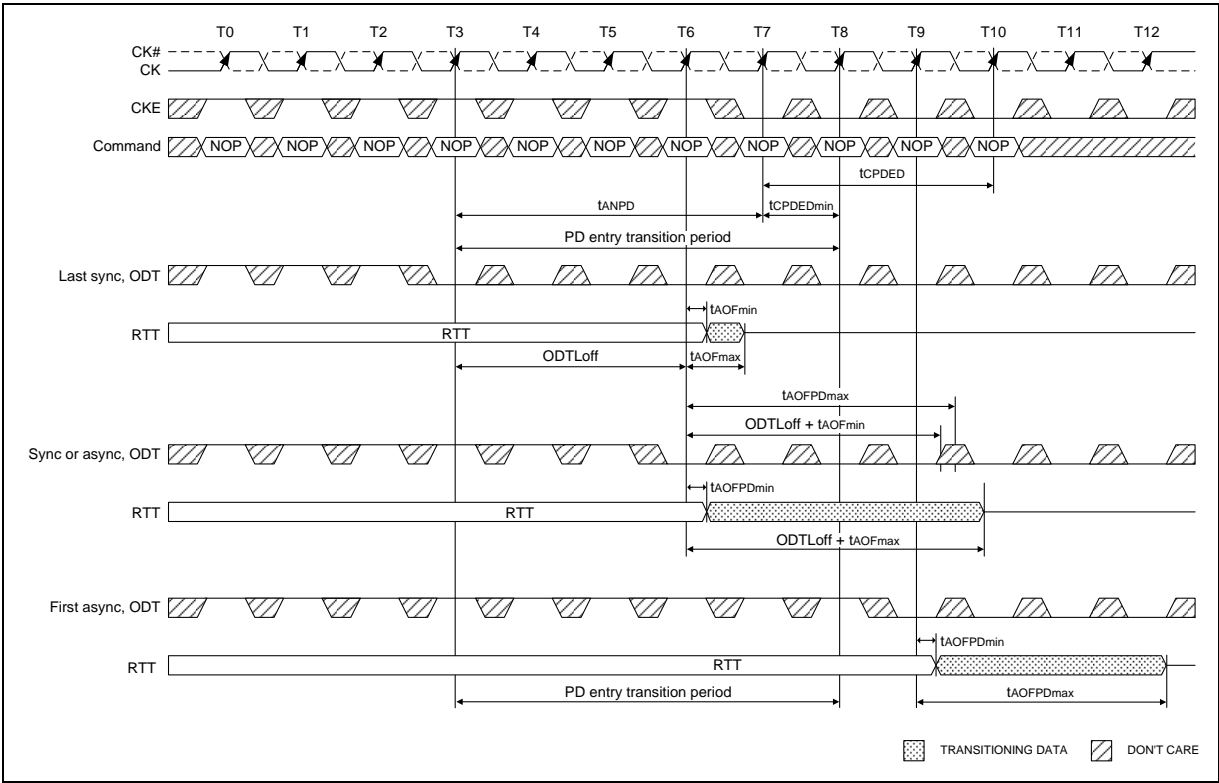 T0 T1 T2 T3 T4 T5 T6 T7 T8 T9 T10 T11 T12
CK#
CK
CKE
Command NOP NOP NOP NOP NOP NOP NOP NOP NOP NOP NOP
tCPDED
tANPD tCPDEDmin
PD entry transition period
Last sync, ODT
tAOFmin
RTT RTT
ODTLoff tAOFmax
tAOFPDmax
ODTLoff + tAOFmin
Sync or async, ODT
tAOFPDmin
RTT RTT
ODTLoff + tAOFmax
First async, ODT
tAOFPDmin
RTT RTT
PD entry transition period tAOFPDmax
TRANSITIONING DATA DON'T CARE